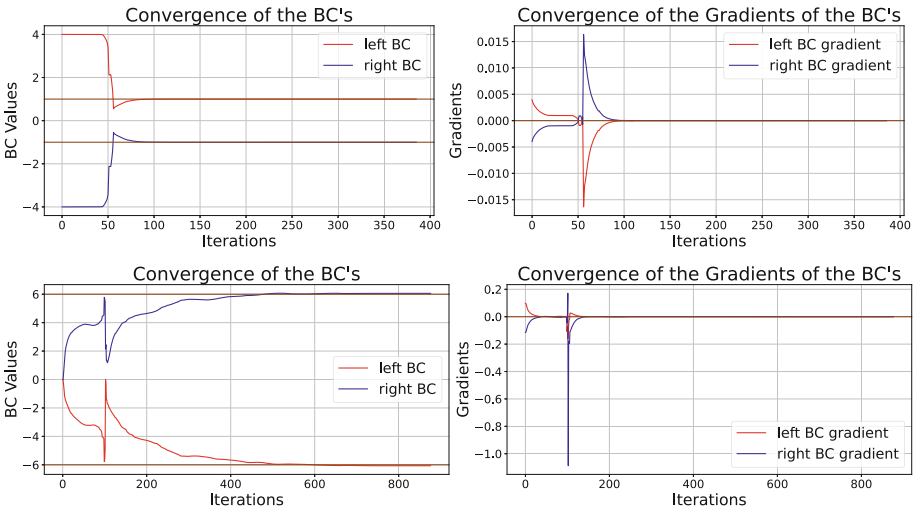 Convergence of the BC's
4
2
0
−2
−4
BC Values
left BC
right BC
0 50 100 150 200 250 300 350 400
Iterations
Convergence of the Gradients of the BC's
0.015
0.010
0.005
0.000
−0.005
−0.010
−0.015
Gradients
left BC gradient
right BC gradient
0 50 100 150 200 250 300 350 400
Iterations
Convergence of the BC's
6
4
2
0
−2
−4
−6
BC Values
left BC
right BC
0 200 400 600 800
Iterations
Convergence of the Gradients of the BC's
0.2
0.0
−0.2
−0.4
−0.6
−0.8
−1.0
Gradients
left BC gradient
right BC gradient
0 200 400 600 800
Iterations